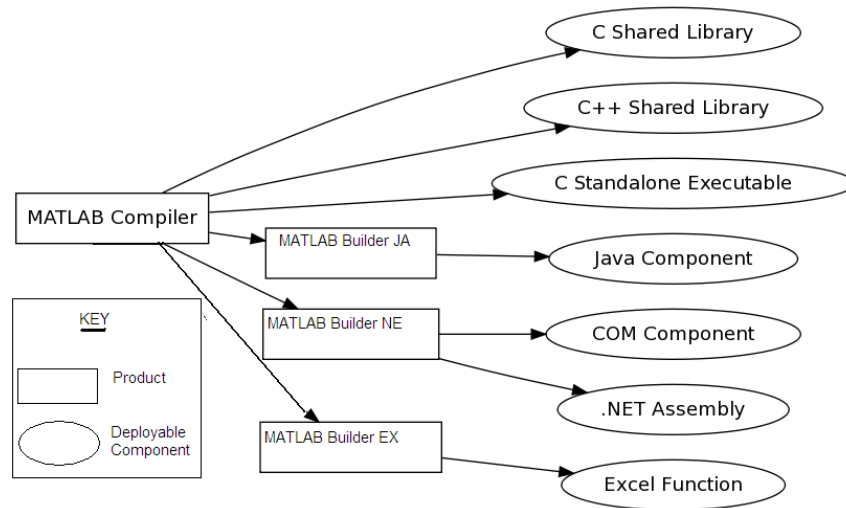 C Shared Library
C++ Shared Library
C Standalone Executable
MATLAB Compiler
MATLAB Builder JA
Java Component
MATLAB Builder NE
COM Component
.NET Assembly
MATLAB Builder EX
Excel Function
KEY
Product
Deployable
Component